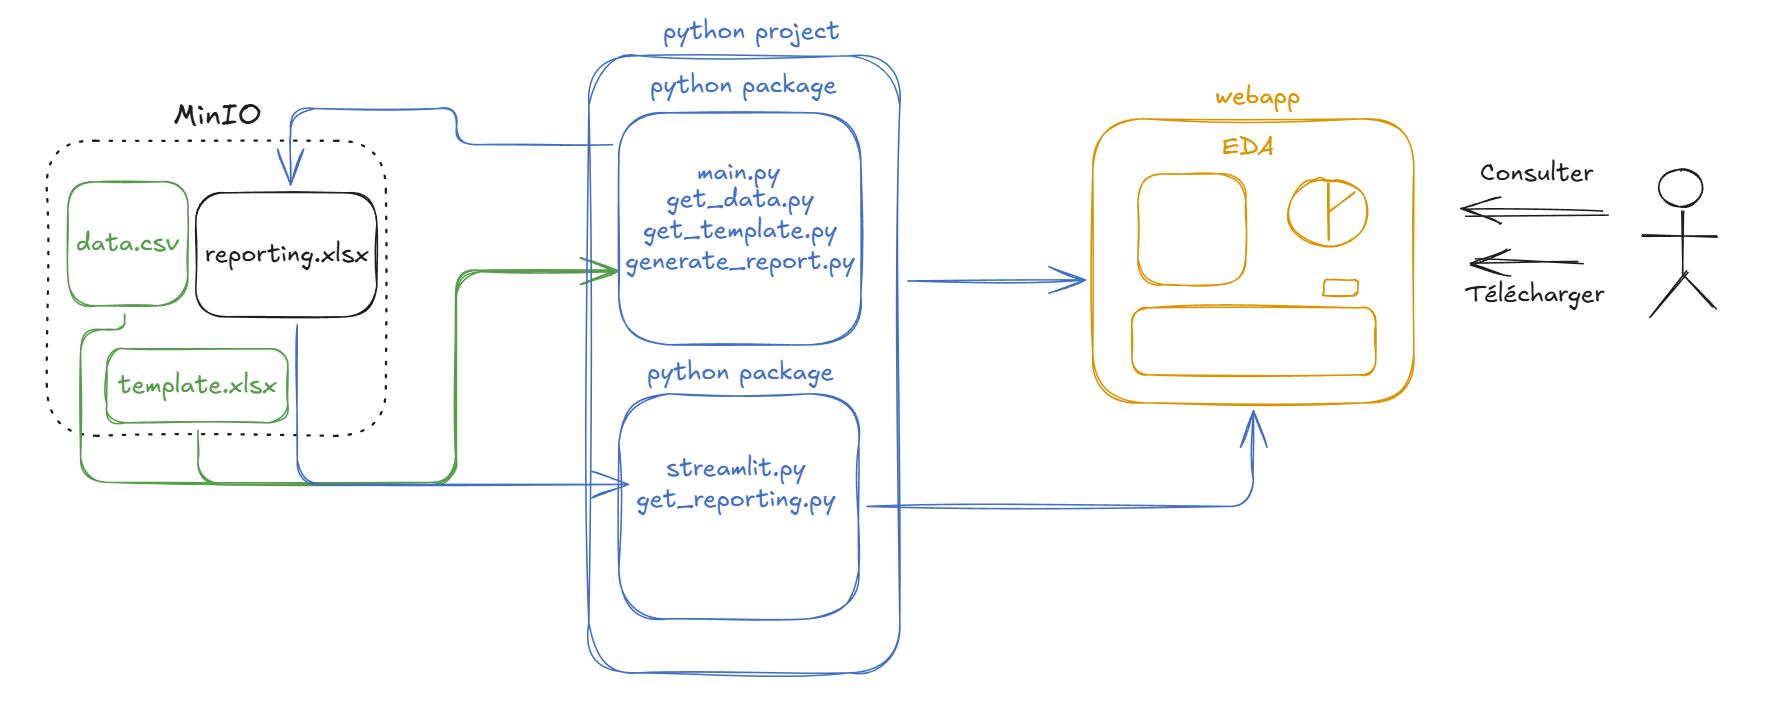 python project
python package
MinIO
data.csv
reporting.xlsx
template.xlsx
main.py
get_data.py
get_template.py
generate_report.py
python package
streamlit.py
get_reporting.py
webapp
EDA
Consulter
Télécharger